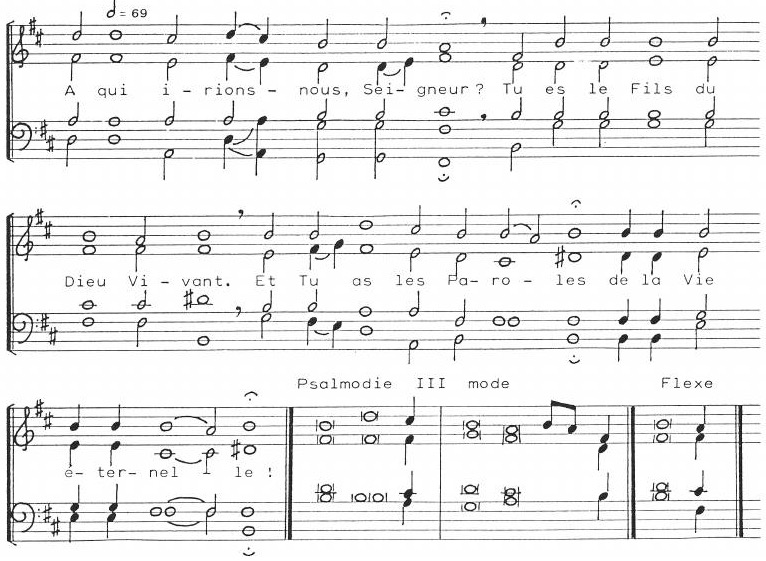 = 69
A qui i - rions - nous, Sei- gneur? Tu es le Fils du
Dieu Vi - vant. Et Tu as les Pa- ro - les de la Vie
Psalmodie III mode Flexe
é- ter- nel - le !